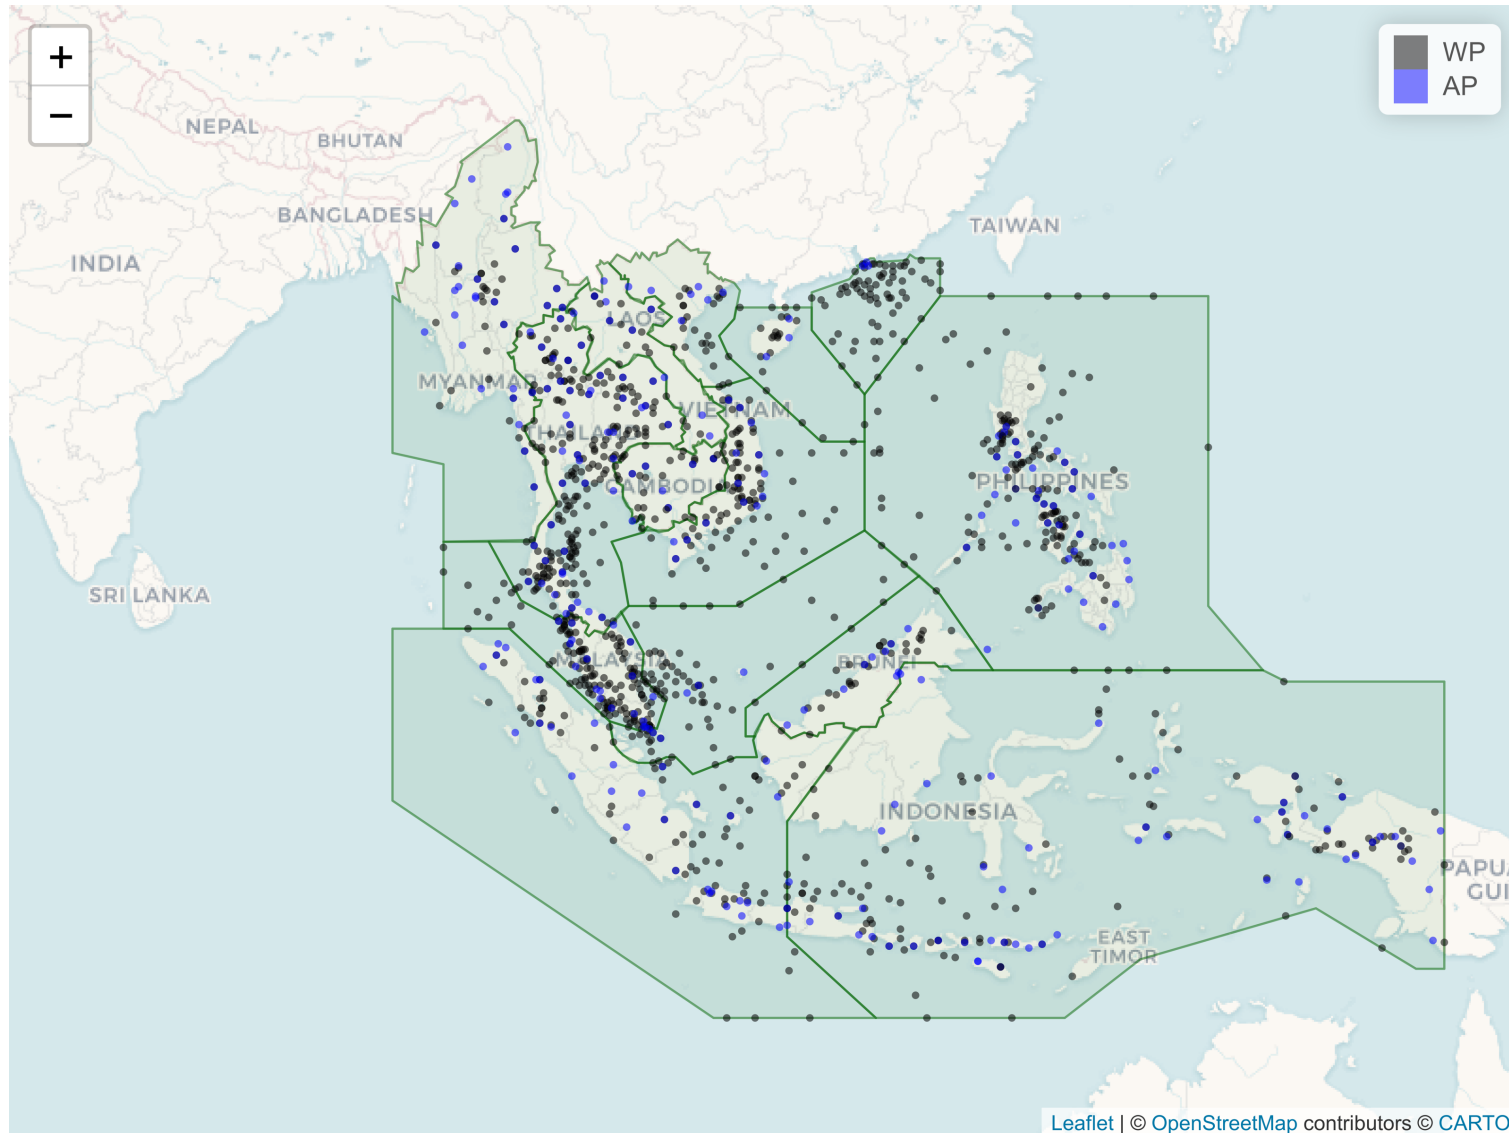 +
WP
−
AP
NEPAL
BHUTAN
BANGLADESH
TAIWAN
INDIA
LAOS
MYANMAR
VIETNAM
THAILAND
PHILIPPINES
CAMBODIA
SRI LANKA
MALAYSIA
BRUNEI
INDONESIA
PAPU
GUI
EAST
TIMOR
Leaflet | © OpenStreetMap contributors © CARTO